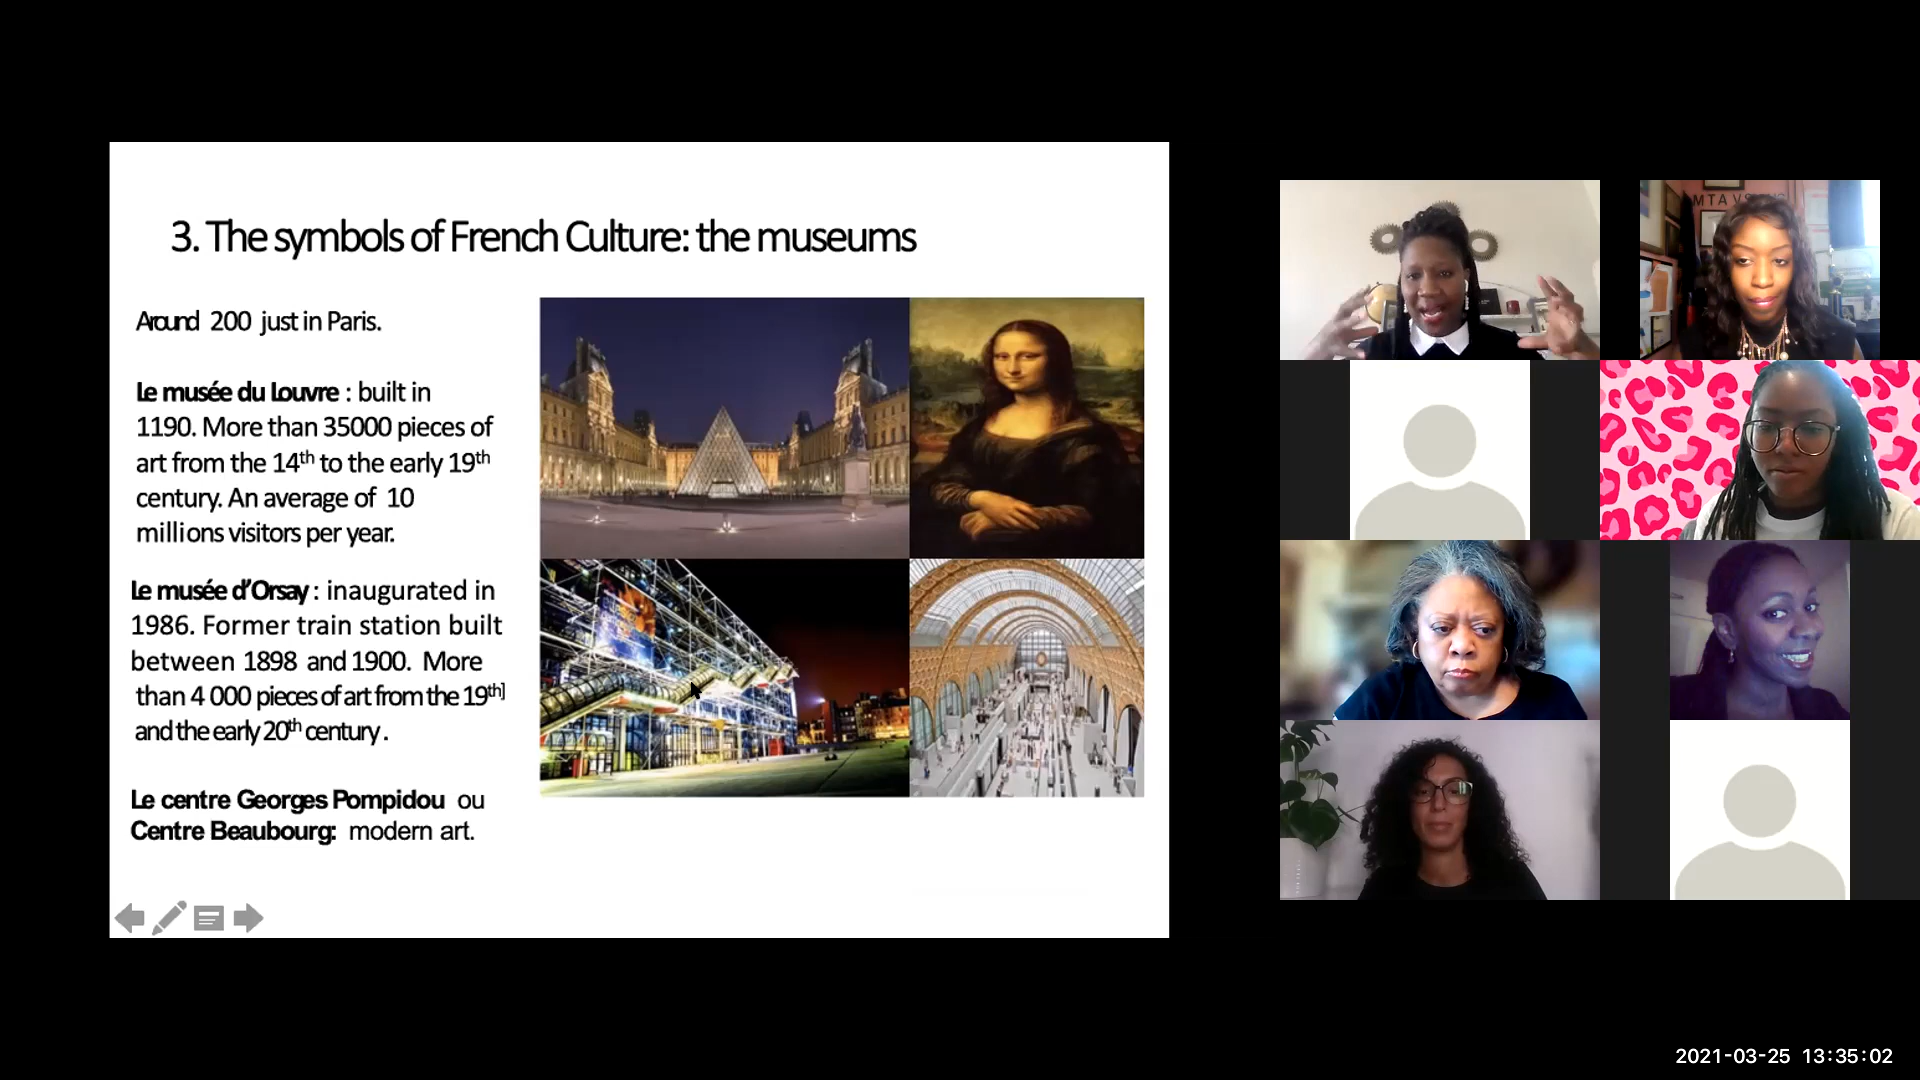 3. The symbols of French Culture: the museums
Around 200 just in Paris.
Le musée du Louvre : built in
1190. More than 35000 pieces of
art from the 14th to the early 19th
century. An average of 10
millions visitors per year.
Le musée d’Orsay : inaugurated in
1986. Former train station built
between 1898 and 1900. More
than 4 000 pieces of art from the 19th]
and the early 20th century .
Le centre Georges Pompidou ou
Centre Beaubourg: modern art.
MTA
2021-03-25 13:35:02